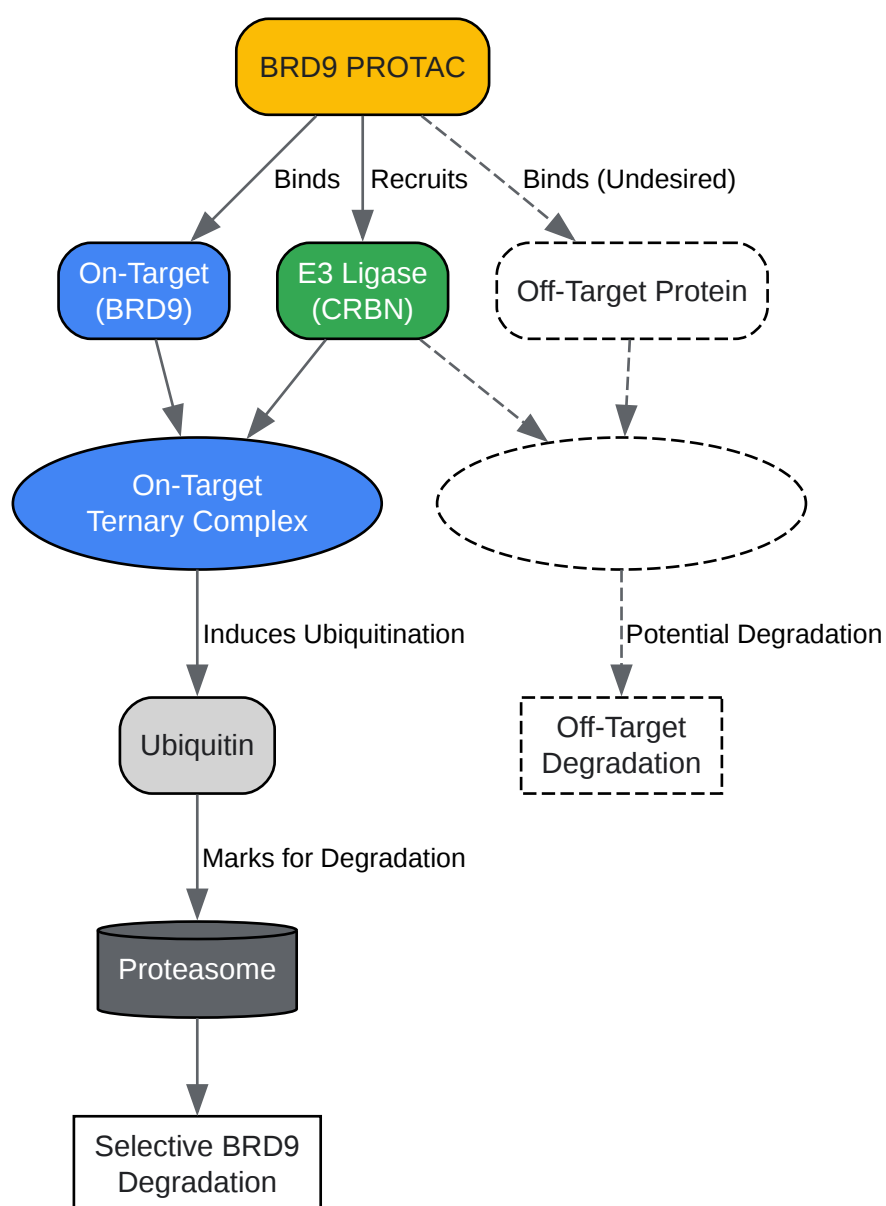 BRD9 PROTAC
Binds
Recruits
Binds (Undesired)
On-Target
(BRD9)
E3 Ligase
(CRBN)
Off-Target Protein
On-Target
Ternary Complex
Induces Ubiquitination
Potential Degradation
Ubiquitin
Off-Target
Degradation
Marks for Degradation
Proteasome
Selective BRD9
Degradation